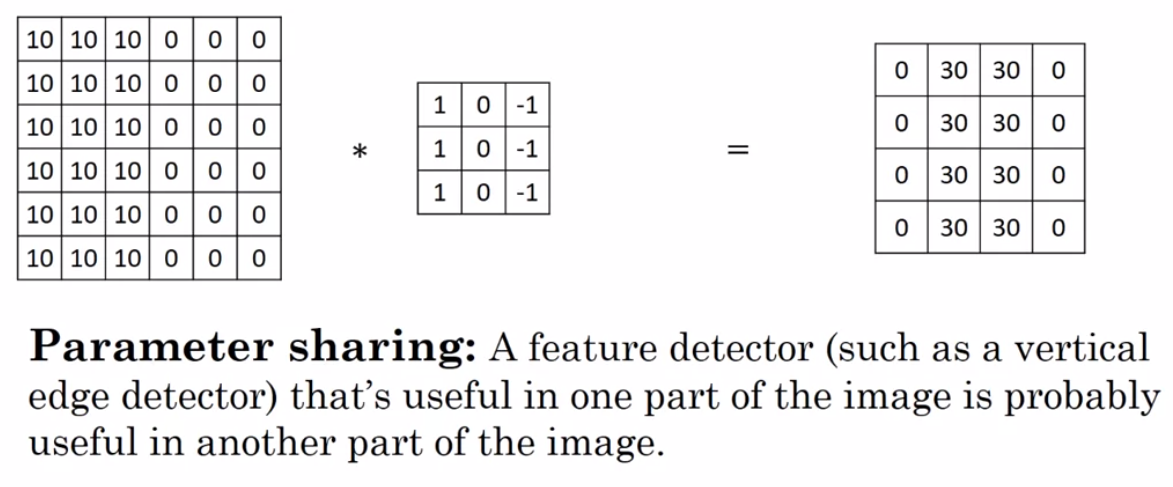 10 10 10 0 0 0
10 10 10 0 0 0
10 10 10 0 0 0
10 10 10 0 0 0
10 10 10 0 0 0
10 10 10 0 0 0
*
1 0 -1
1 0 -1
1 0 -1
=
0 30 30 0
0 30 30 0
0 30 30 0
0 30 30 0
Parameter sharing: A feature detector (such as a vertical
edge detector) that’s useful in one part of the image is probably
useful in another part of the image.